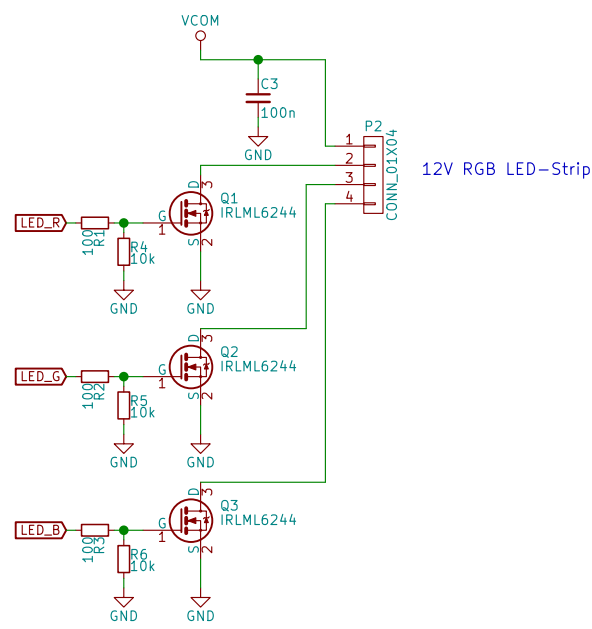 VCOM
C3
100n
GND
P2
1
2
3
4
CONN_01X04
12V RGB LED-Strip
LED_R
100
R1
R4
10k
GND
G
1
D
3
S
2
Q1
IRLML6244
GND
LED_G
100
R2
R5
10k
GND
G
1
D
3
S
2
Q2
IRLML6244
GND
LED_B
100
R3
R6
10k
GND
G
1
D
3
S
2
Q3
IRLML6244
GND